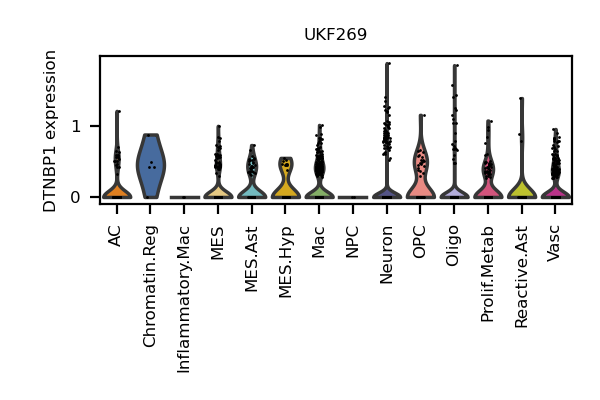 UKF269
DTNBP1 expression
1
0
AC
Chromatin.Reg
Inflammatory.Mac
MES
MES.Ast
MES.Hyp
Mac
NPC
Neuron
OPC
Oligo
Prolif.Metab
Reactive.Ast
Vasc